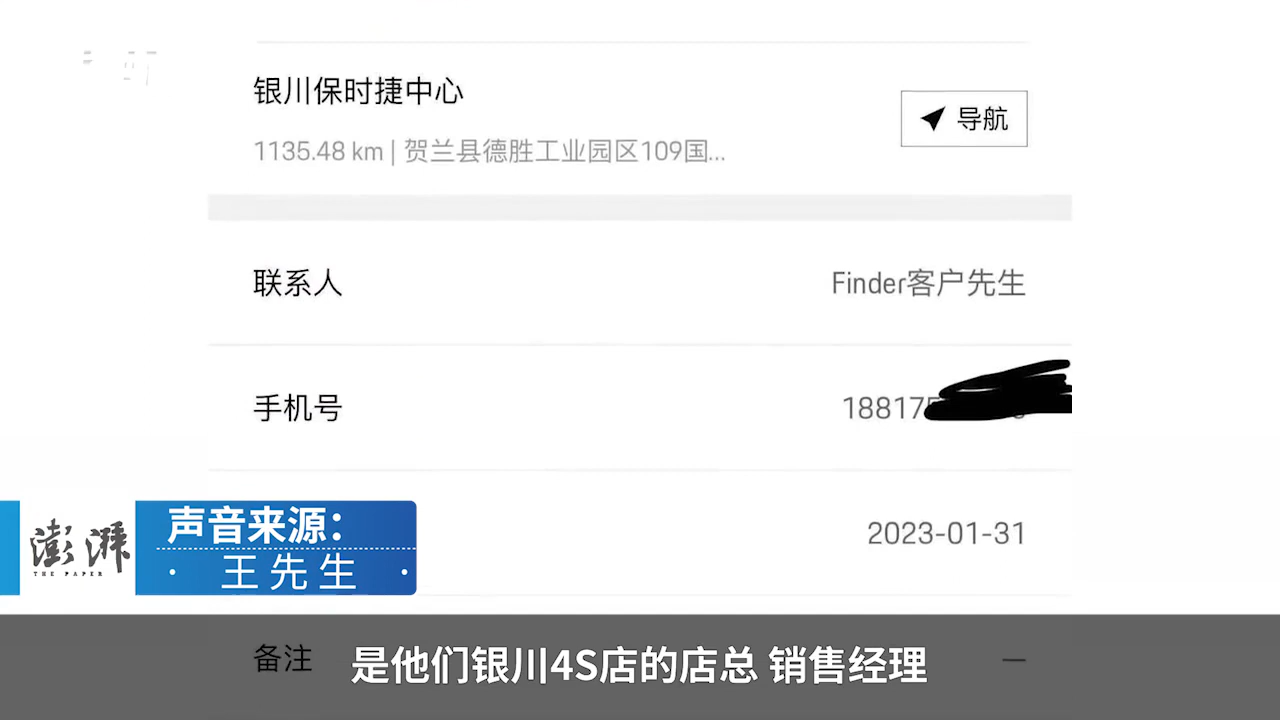 银川保时捷中心
导航
1135.48 km | 贺兰县德胜工业园区109国...
联系人
Finder客户先生
手机号
18817
声音来源：
澎湃
THE PAPER
· 王先生 ·
2023-01-31
备注
—
是他们银川4S店的店总 销售经理